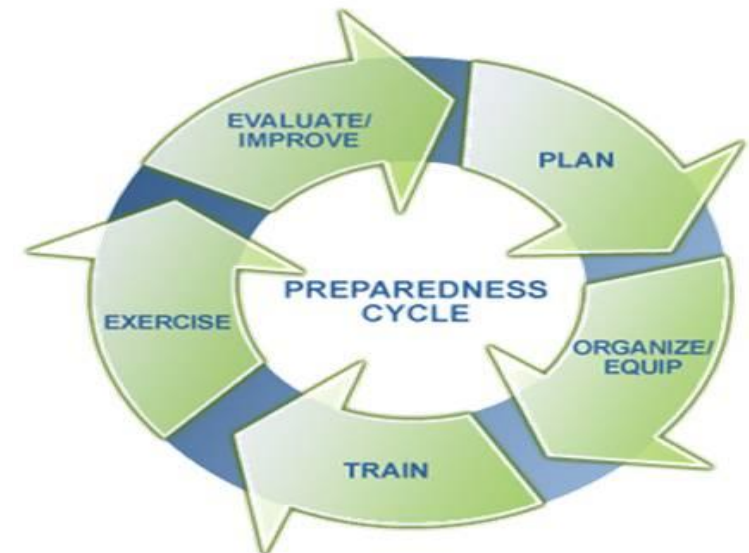 PREPAREDNESS
CYCLE
PLAN
ORGANIZE/
EQUIP
TRAIN
EXERCISE
EVALUATE/
IMPROVE